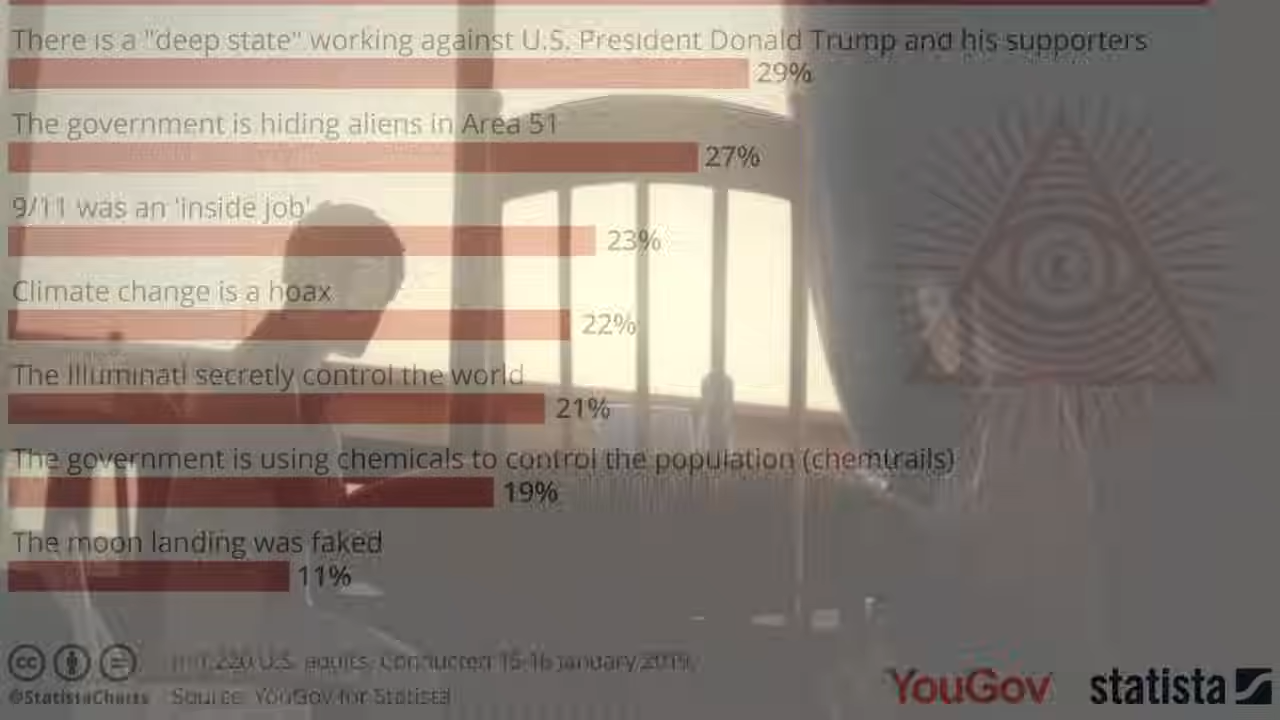 There is a "deep state" working against U.S. President Donald Trump and his supporters
29%
The government is hiding aliens in Area 51
27%
9/11 was an 'inside job'
23%
Climate change is a hoax
22%
The Illuminati secretly control the world
21%
The government is using chemicals to control the population (chemtrails)
19%
The moon landing was faked
11%
cc U.S. adults. Conducted 15-16 January 2019.
@StatistaCharts Source: YouGov for Statista
YouGov statista